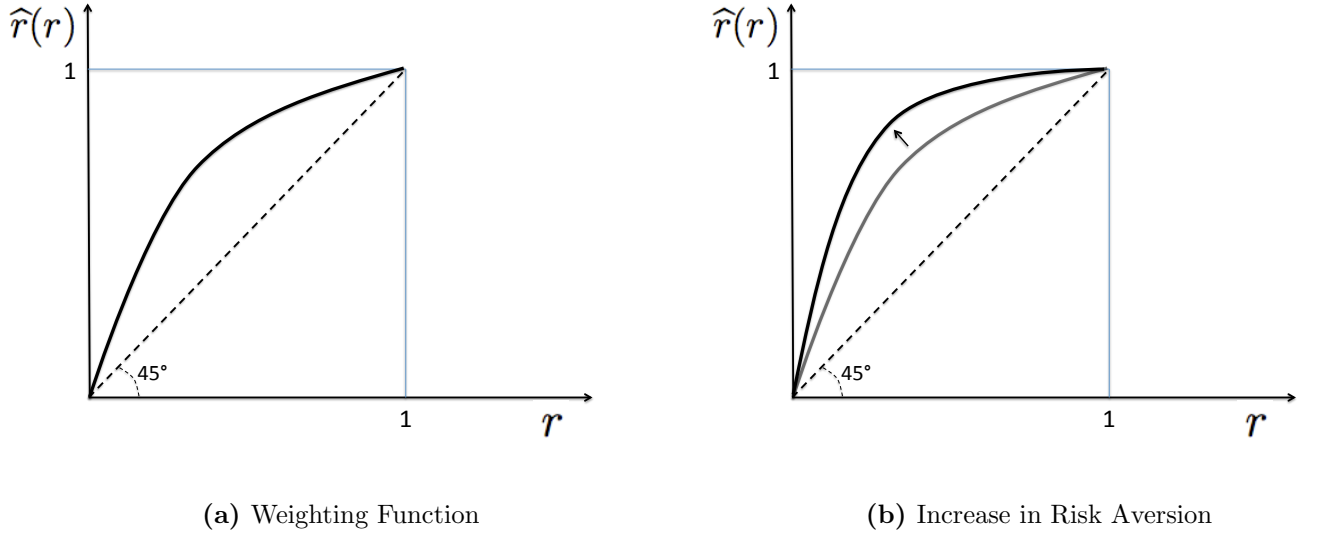 r̂(r)
1
45°
1
r
(a) Weighting Function
r̂(r)
1
45°
1
r
(b) Increase in Risk Aversion